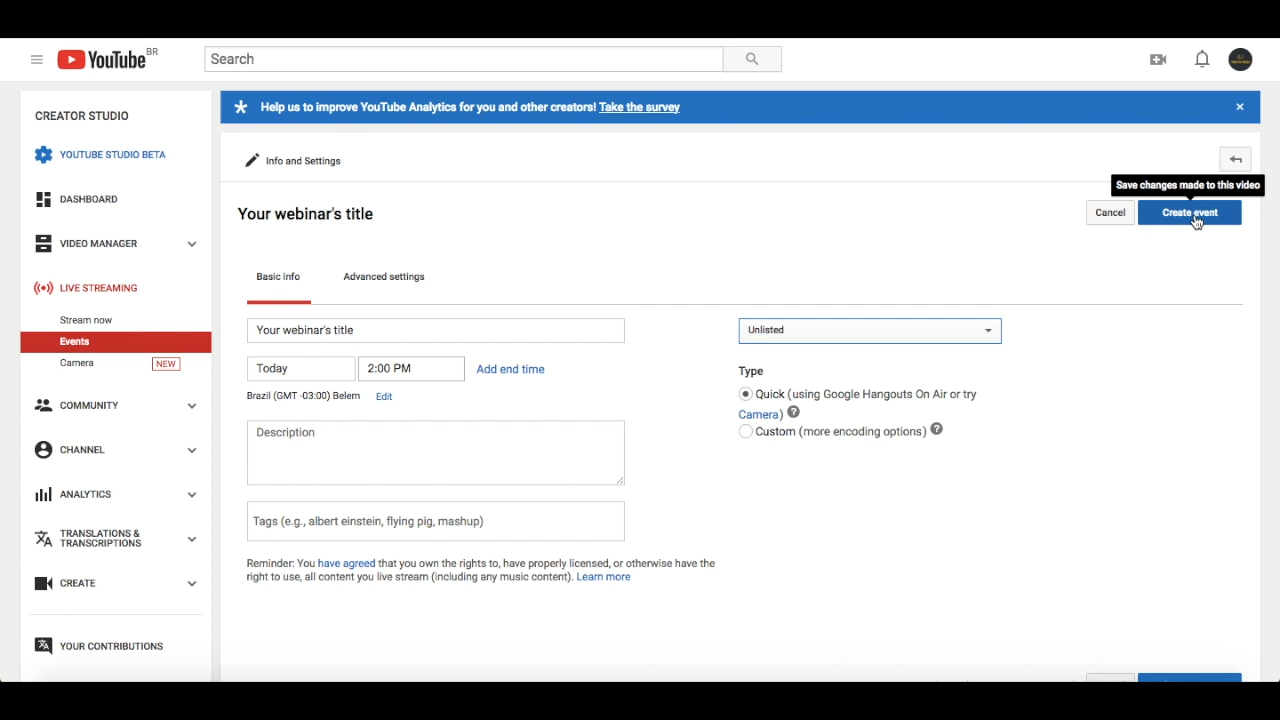 YouTube BR
Search
CREATOR STUDIO
YOUTUBE STUDIO BETA
DASHBOARD
VIDEO MANAGER
LIVE STREAMING
Stream now
Events
Camera NEW
COMMUNITY
CHANNEL
ANALYTICS
TRANSLATIONS &
TRANSCRIPTIONS
CREATE
YOUR CONTRIBUTIONS
Help us to improve YouTube Analytics for you and other creators! Take the survey
Info and Settings
Save changes made to this video
Your webinar's title
Cancel
Create event
Basic info
Advanced settings
Your webinar's title
Today
2:00 PM
Add end time
Brazil (GMT -03:00) Belem
Edit
Description
Tags (e.g., albert einstein, flying pig, mashup)
Reminder: You have agreed that you own the rights to, have properly licensed, or otherwise have the
right to use, all content you live stream (including any music content). Learn more
Unlisted
Type
Quick (using Google Hangouts On Air or try
Camera) ?
Custom (more encoding options) ?